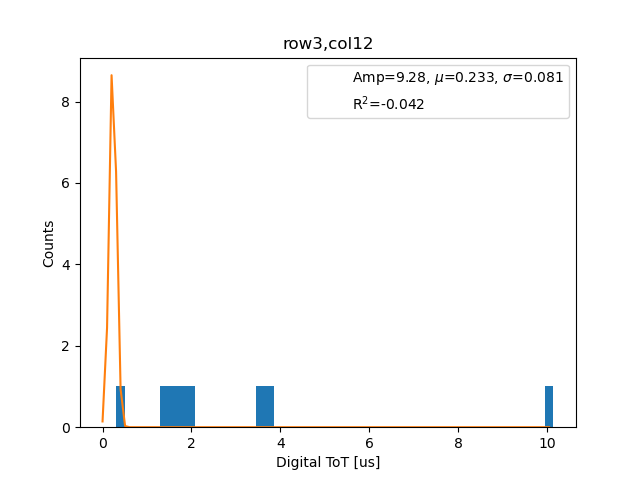 row3,col12
Amp=9.28, μ=0.233, σ=0.081
R²=-0.042
Counts
8
6
4
2
0
0 2 4 6 8 10
Digital ToT [us]